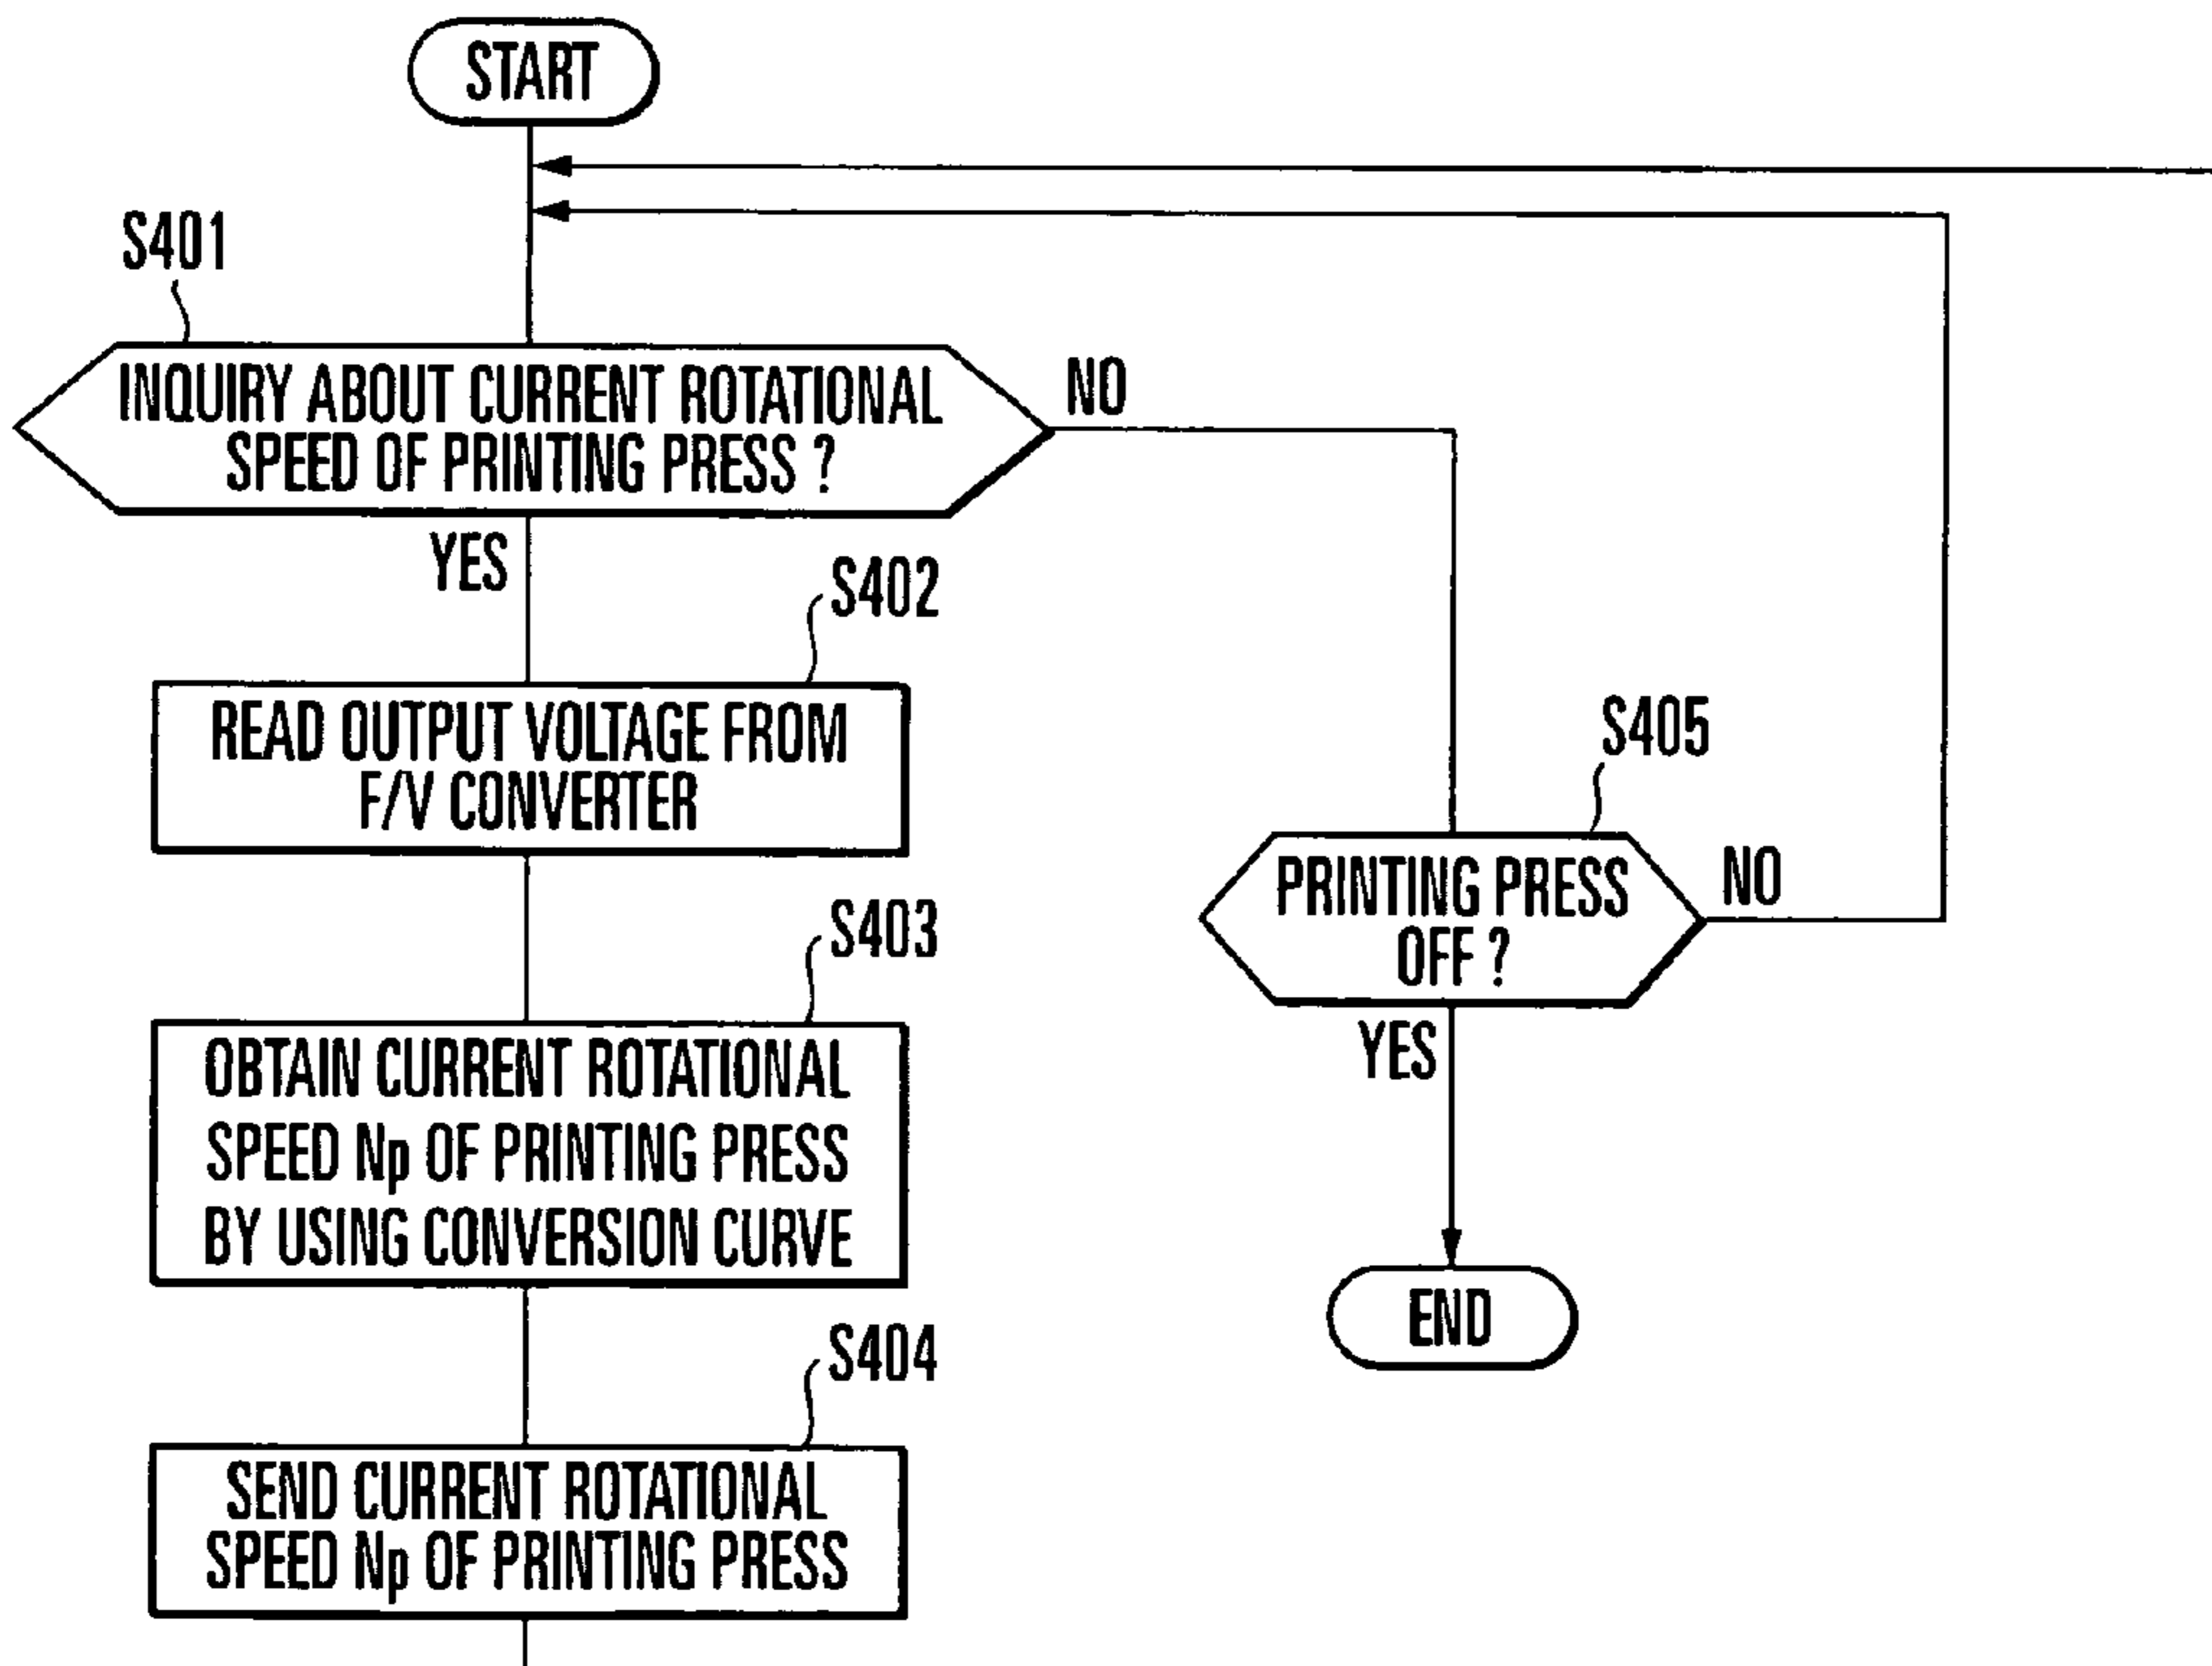 START
S401
INQUIRY ABOUT CURRENT ROTATIONAL
SPEED OF PRINTING PRESS ?
NO
YES
S402
READ OUTPUT VOLTAGE FROM
F/V CONVERTER
S403
OBTAIN CURRENT ROTATIONAL
SPEED Np OF PRINTING PRESS
BY USING CONVERSION CURVE
S404
SEND CURRENT ROTATIONAL
SPEED Np OF PRINTING PRESS
S405
PRINTING PRESS
OFF ?
NO
YES
END